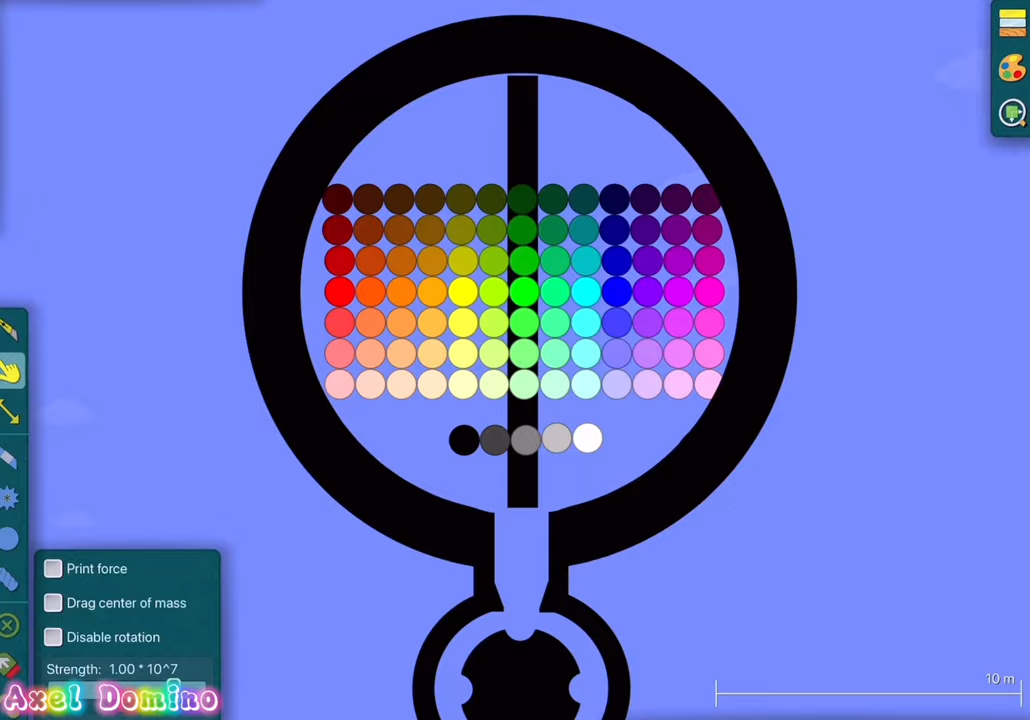 Print force
Drag center of mass
Disable rotation
Strength: 1.00 * 10^7
Axel Domino
10 m